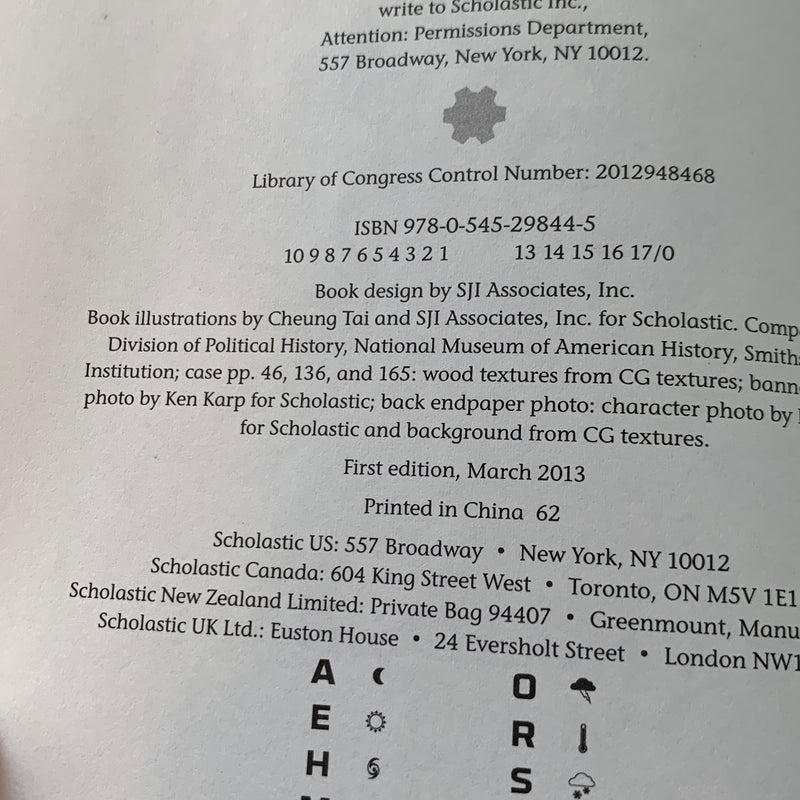 write to Scholastic Inc.,
Attention: Permissions Department,
557 Broadway, New York, NY 10012.
Library of Congress Control Number: 2012948468
ISBN 978-0-545-29844-5
10 9 8 7 6 5 4 3 2 1 13 14 15 16 17/0
Book design by SJI Associates, Inc.
Book illustrations by Cheung Tai and SJI Associates, Inc. for Scholastic. Comp
Division of Political History, National Museum of American History, Smiths
Institution; case pp. 46, 136, and 165: wood textures from CG textures; bann
photo by Ken Karp for Scholastic; back endpaper photo: character photo by
for Scholastic and background from CG textures.
First edition, March 2013
Printed in China 62
Scholastic US: 557 Broadway • New York, NY 10012
Scholastic Canada: 604 King Street West • Toronto, ON M5V 1E1
Scholastic New Zealand Limited: Private Bag 94407 • Greenmount, Manu
Scholastic UK Ltd.: Euston House • 24 Eversholt Street • London NW1
A O
E R
H S